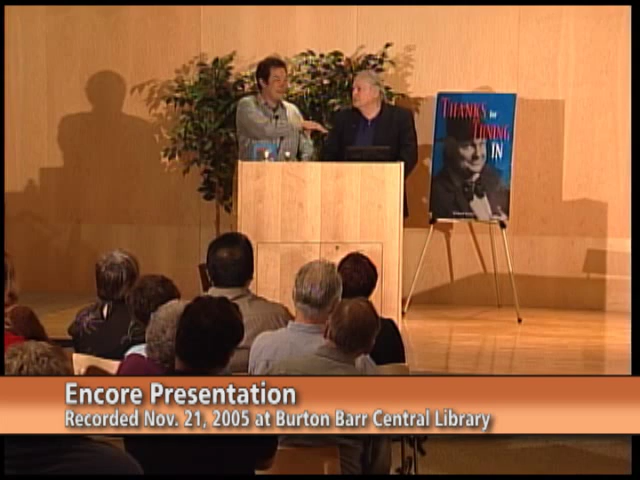 THANKS for
TUNING
IN
Encore Presentation
Recorded Nov. 21, 2005 at Burton Barr Central Library